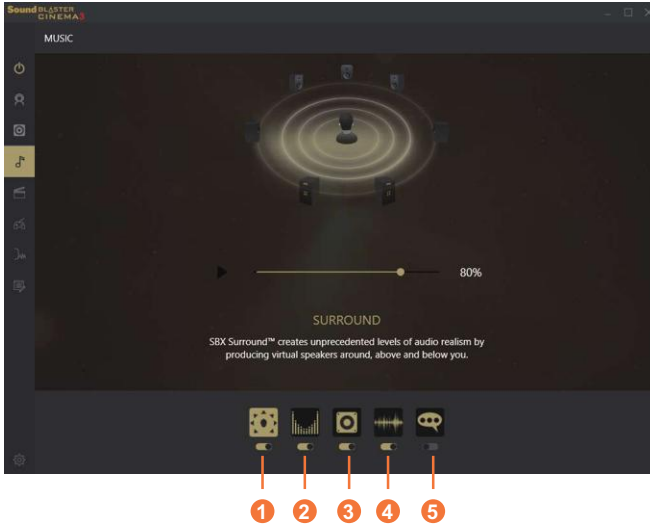 Sound BLASTER
CINEMA3
MUSIC
80%
SURROUND
SBX Surround™ creates unprecedented levels of audio realism by
producing virtual speakers around, above and below you.
1 2 3 4 5